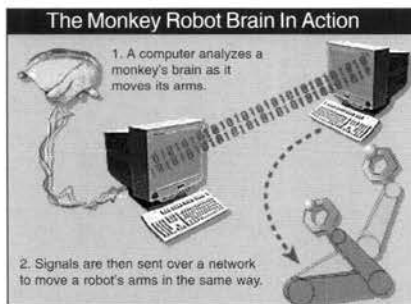 The Monkey Robot Brain In Action
1. A computer analyzes a
monkey's brain as it
moves its arms.
2. Signals are then sent over a network
to move a robot's arms in the same way.